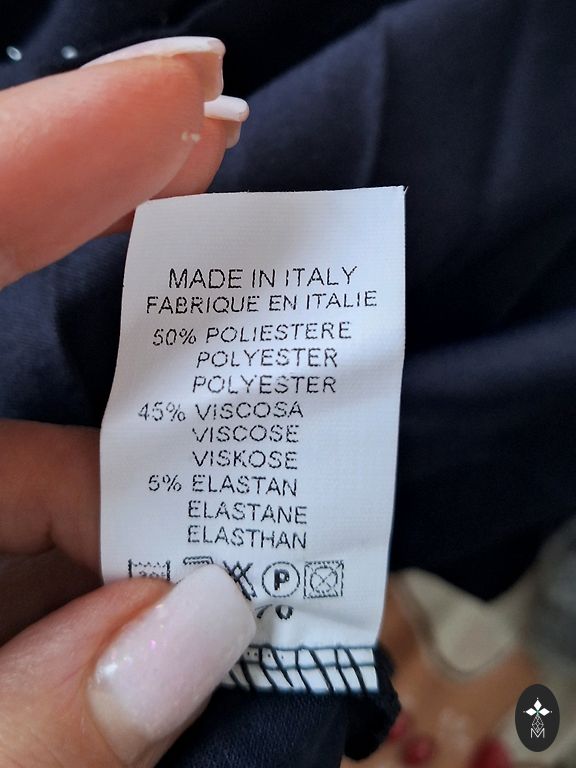 MADE IN ITALY
FABRIQUE EN ITALIE
50% POLIESTERE
POLYESTER
POLYESTER
45% VISCOSA
VISCOSE
VISKOSE
5% ELASTAN
ELASTANE
ELASTHAN
P